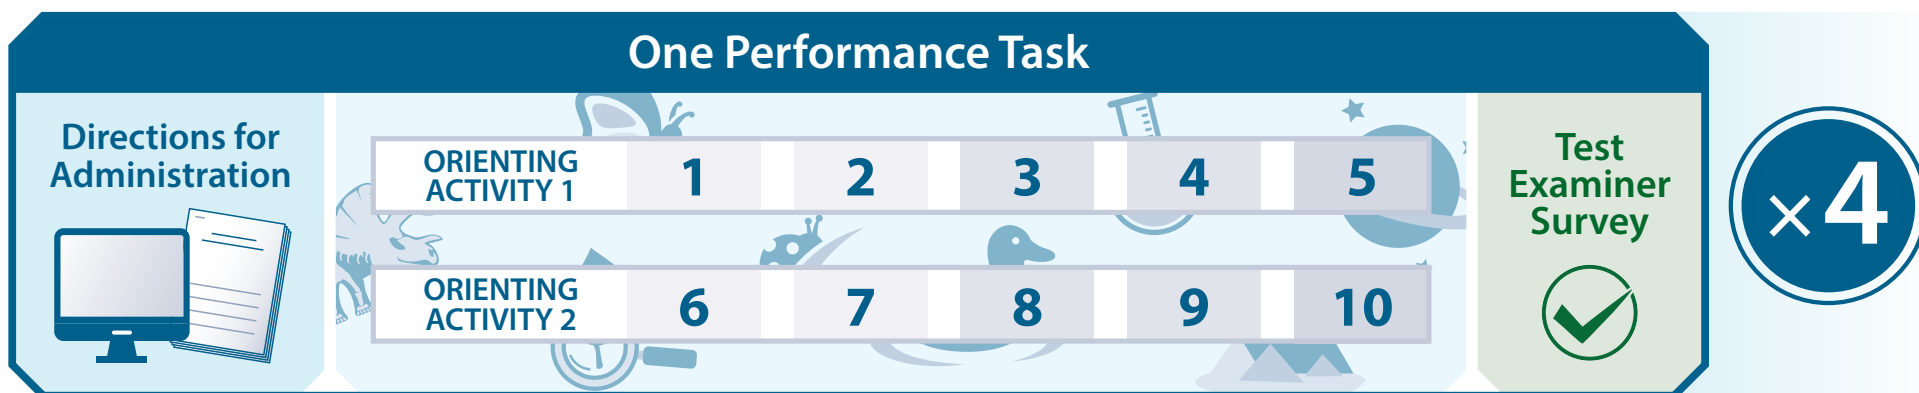 One Performance Task
Directions for
Administration
ORIENTING
ACTIVITY 1
1
2
3
4
5
ORIENTING
ACTIVITY 2
6
7
8
9
10
Test
Examiner
Survey
×4